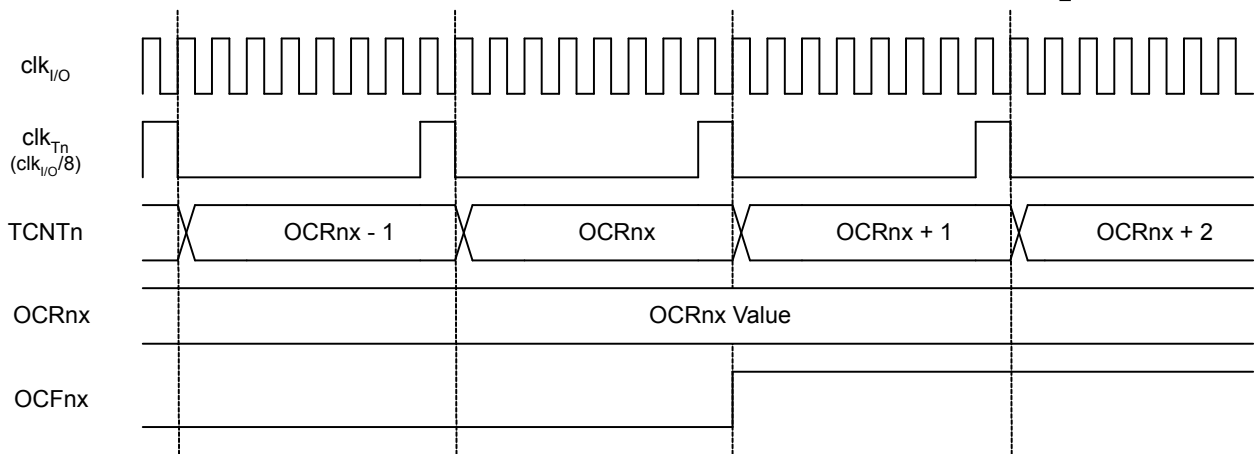 clkI/O
clkTn
(clkI/O/8)
TCNTn
OCRnx - 1
OCRnx
OCRnx + 1
OCRnx + 2
OCRnx
OCRnx Value
OCFnx